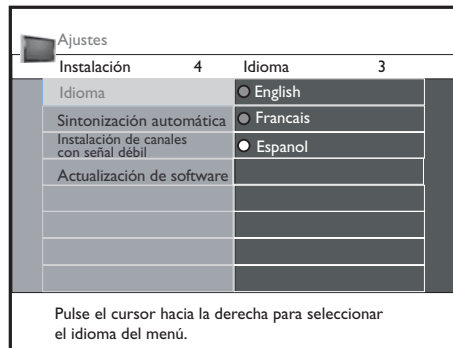 Ajustes
Instalación 4 Idioma 3
Idioma
English
Sintonización automática
Francais
Instalación de canales
con señal débil
Espanol
Actualización de software
Pulse el cursor hacia la derecha para seleccionar
el idioma del menú.